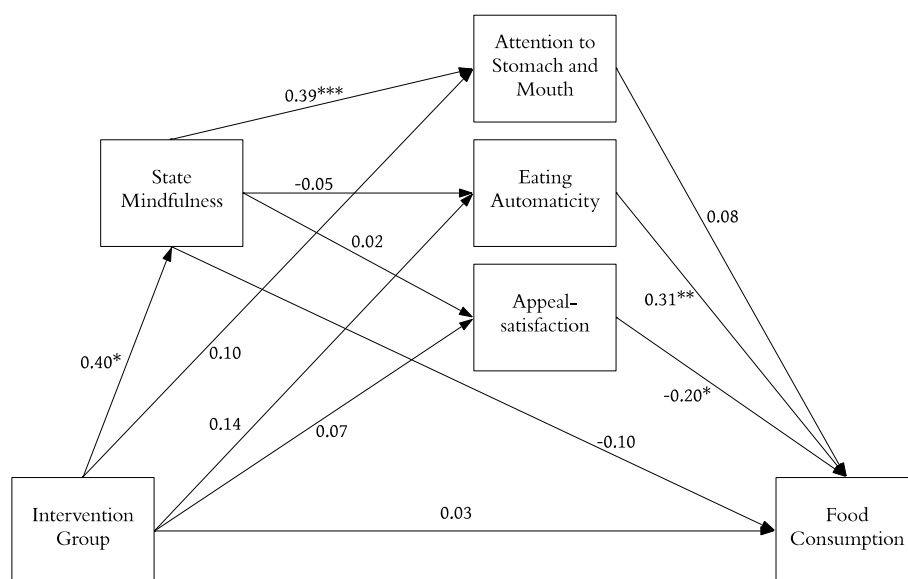 Attention to
Stomach and
Mouth
0.39***
State
Mindfulness
-0.05
Eating
Automaticity
0.08
0.02
Appeal-
satisfaction
0.31**
0.40*
0.10
0.14
0.07
-0.20*
-0.10
Intervention
Group
0.03
Food
Consumption